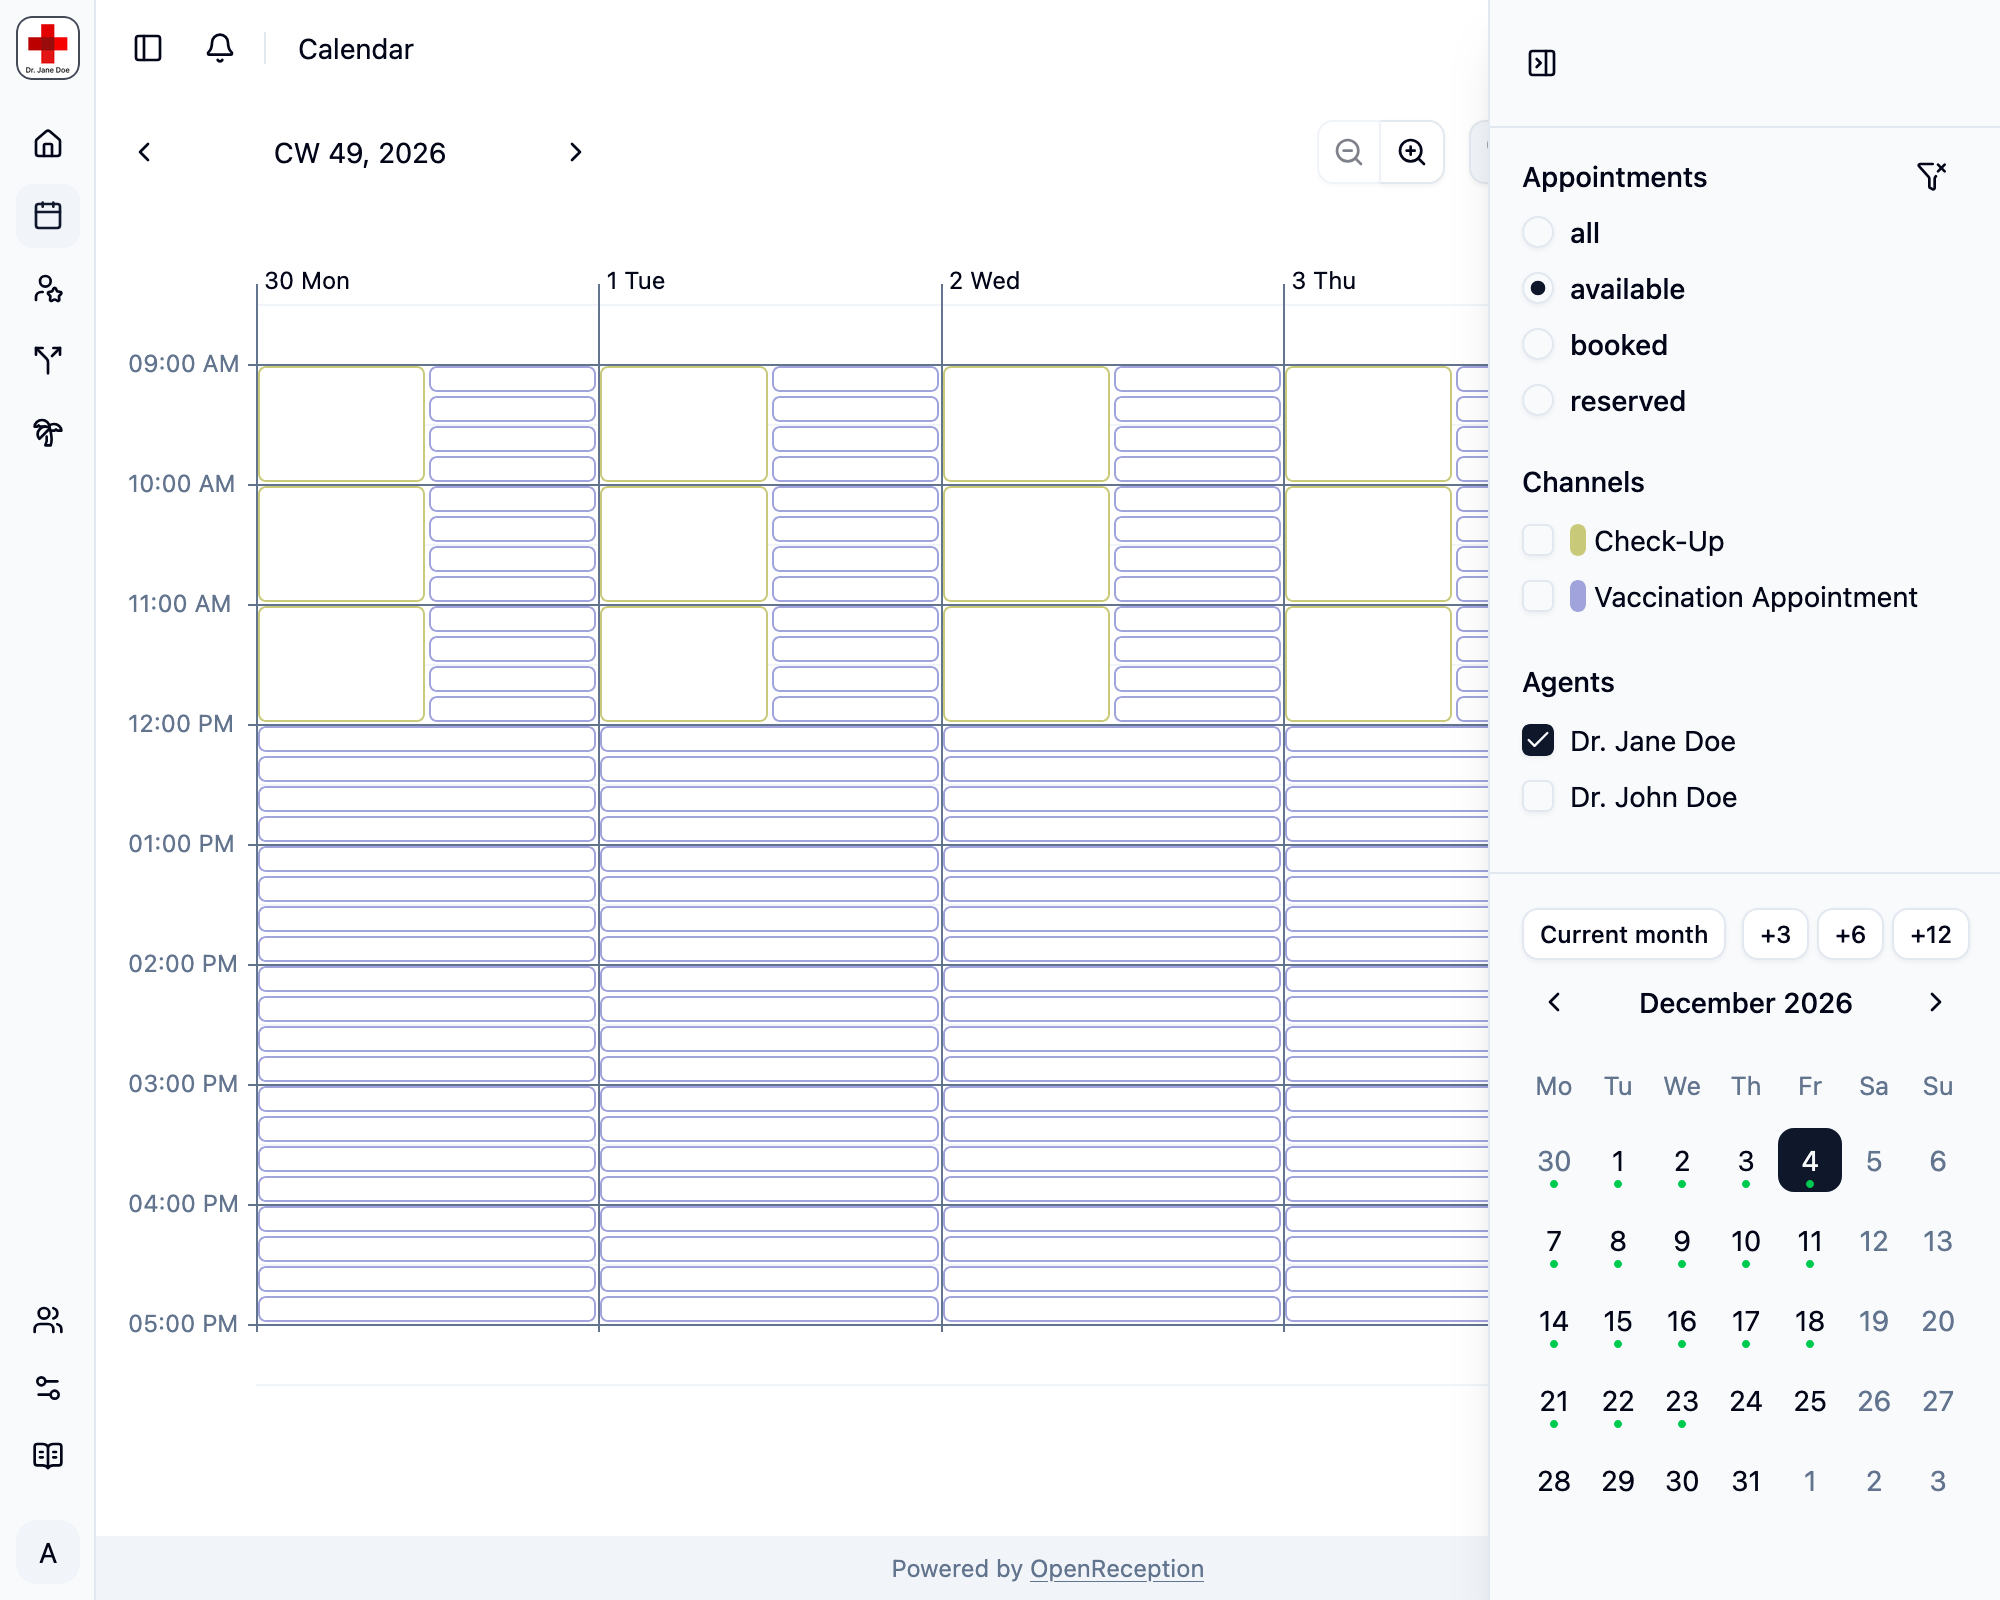 Dr. Jane Doe
Calendar
CW 49, 2026
30 Mon
1 Tue
2 Wed
3 Thu
09:00 AM
10:00 AM
11:00 AM
12:00 PM
01:00 PM
02:00 PM
03:00 PM
04:00 PM
05:00 PM
A
Powered by OpenReception
Appointments
all
available
booked
reserved
Channels
Check-Up
Vaccination Appointment
Agents
Dr. Jane Doe
Dr. John Doe
Current month +3 +6 +12
December 2026
Mo Tu We Th Fr Sa Su
30 1 2 3 4 5 6
7 8 9 10 11 12 13
14 15 16 17 18 19 20
21 22 23 24 25 26 27
28 29 30 31 1 2 3